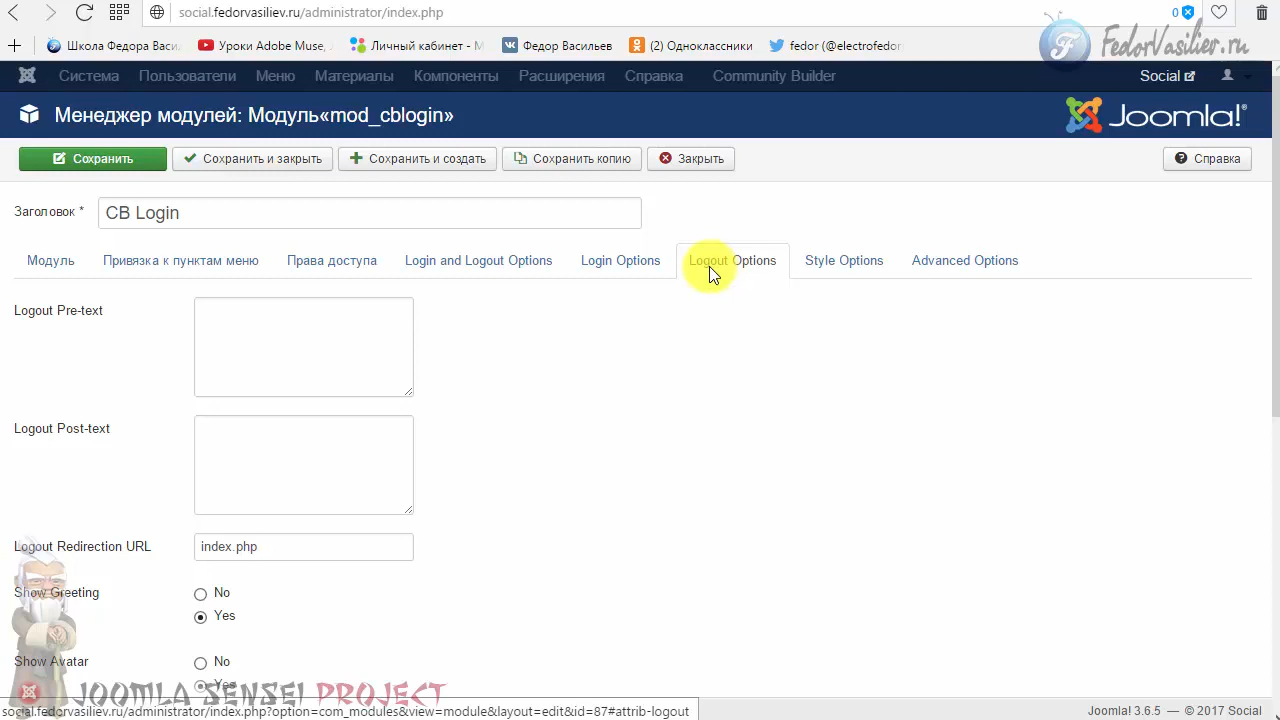 social.fedorvasiliev.ru/administrator/index.php
0
Школа Федора Васи
Уроки Adobe Muse,
Личный кабинет - М
Федор Васильев
(2) Одноклассники
fedor (@electrofedor
FedorVasiliev.ru
Система Пользователи Меню Материалы Компоненты Расширения Справка Community Builder Social
Менеджер модулей: Модуль«mod_cblogin»
Joomla!®
Сохранить Сохранить и закрыть Сохранить и создать Сохранить копию Закрыть Справка
Заголовок * CB Login
Модуль Привязка к пунктам меню Права доступа Login and Logout Options Login Options Logout Options Style Options Advanced Options
Logout Pre-text
Logout Post-text
Logout Redirection URL index.php
Show Greeting No
Yes
Show Avatar No
Yes
JOOMLA SENSEI PROJECT
social.fedorvasiliev.ru/administrator/index.php?option=com_modules&view=module&layout=edit&id=87#attrib-logout
Joomla! 3.6.5 — © 2017 Social